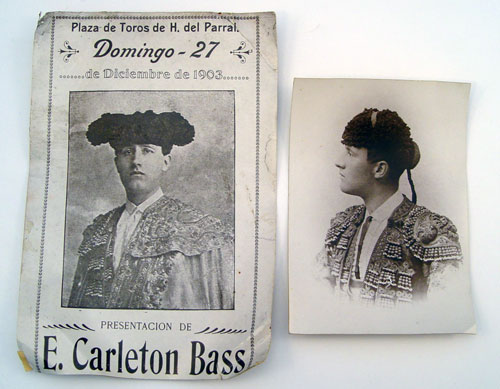 Plaza de Toros de H. del Parral.
Domingo - 27
de Diciembre de 1903
PRESENTACION DE
E. Carleton Bass